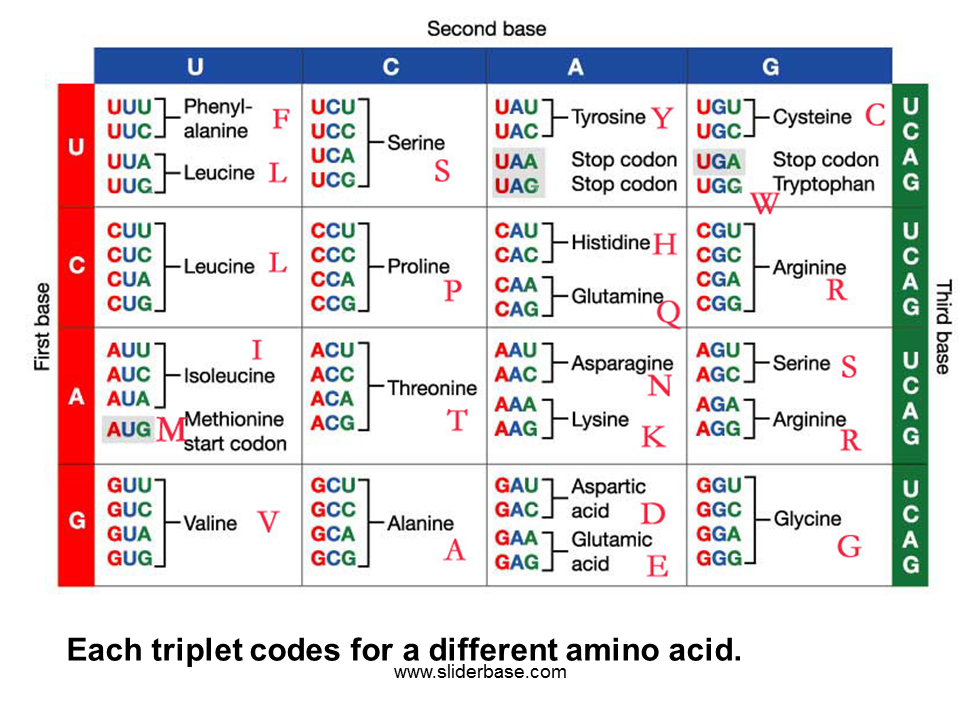 Second base
U C A G
First base
Third base
U
UUU Phenyl- F
UUC alanine
UUA Leucine L
UUG
UCU
UCC Serine
UCA S
UCG
UAU Tyrosine Y
UAC
UAA Stop codon
UAG Stop codon
UGU Cysteine C
UGC
UGA Stop codon
UGG Tryptophan
W
U
C
A
G
C
CUU
CUC Leucine L
CUA
CUG
CCU
CCC Proline
CCA P
CCG
CAU Histidine H
CAC
CAA Glutamine
CAG Q
CGU
CGC Arginine
CGA R
CGG
U
C
A
G
A
AUU I
AUC Isoleucine
AUA
AUG M Methionine
start codon
ACU
ACC Threonine
ACA
ACG T
AAU Asparagine
AAC N
AAA Lysine
AAG K
AGU Serine S
AGC
AGA Arginine
AGG R
U
C
A
G
G
GUU
GUC Valine V
GUA
GUG
GCU
GCC Alanine
GCA A
GCG
GAU Aspartic
GAC acid D
GAA Glutamic
GAG acid E
GGU
GGC Glycine
GGA G
GGG
U
C
A
G
Each triplet codes for a different amino acid.
www.sliderbase.com